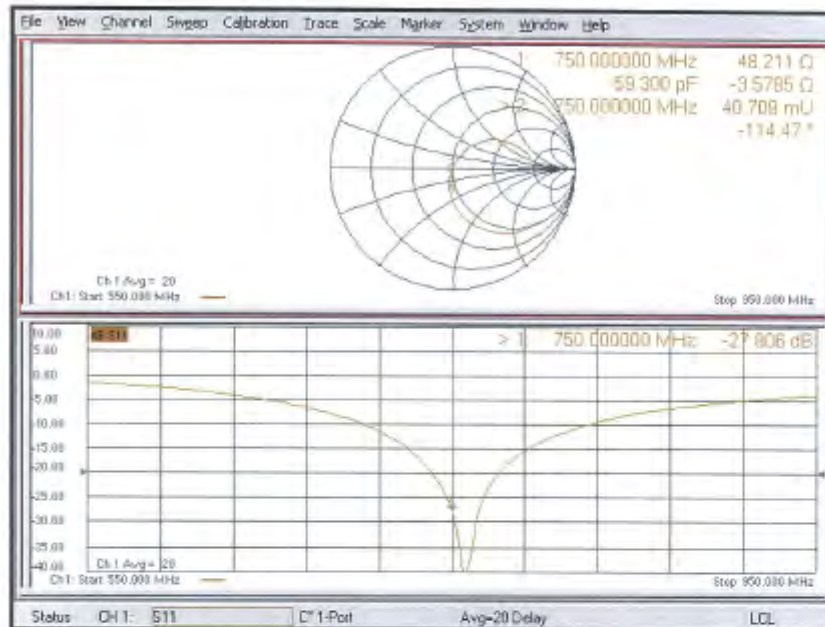 File View Channel Sweep Calibration Trace Scale Marker System Window Help
1 750.000000 MHz 48.211 Ω
59.300 pF -3.5785 Ω
> 2 750.000000 MHz 40.709 mU
-114.47 °
Ch 1 Avg = 20
Ch1: Start 550.000 MHz
Stop 950.000 MHz
10.00
5.00
0.00
-5.00
-10.00
-15.00
-20.00
-25.00
-30.00
-35.00
-40.00
> 1 750.000000 MHz -27.806 dB
Ch 1 Avg = 20
Ch1: Start 550.000 MHz
Stop 950.000 MHz
Status CH 1: S11 C* 1-Port Avg=20 Delay LCL